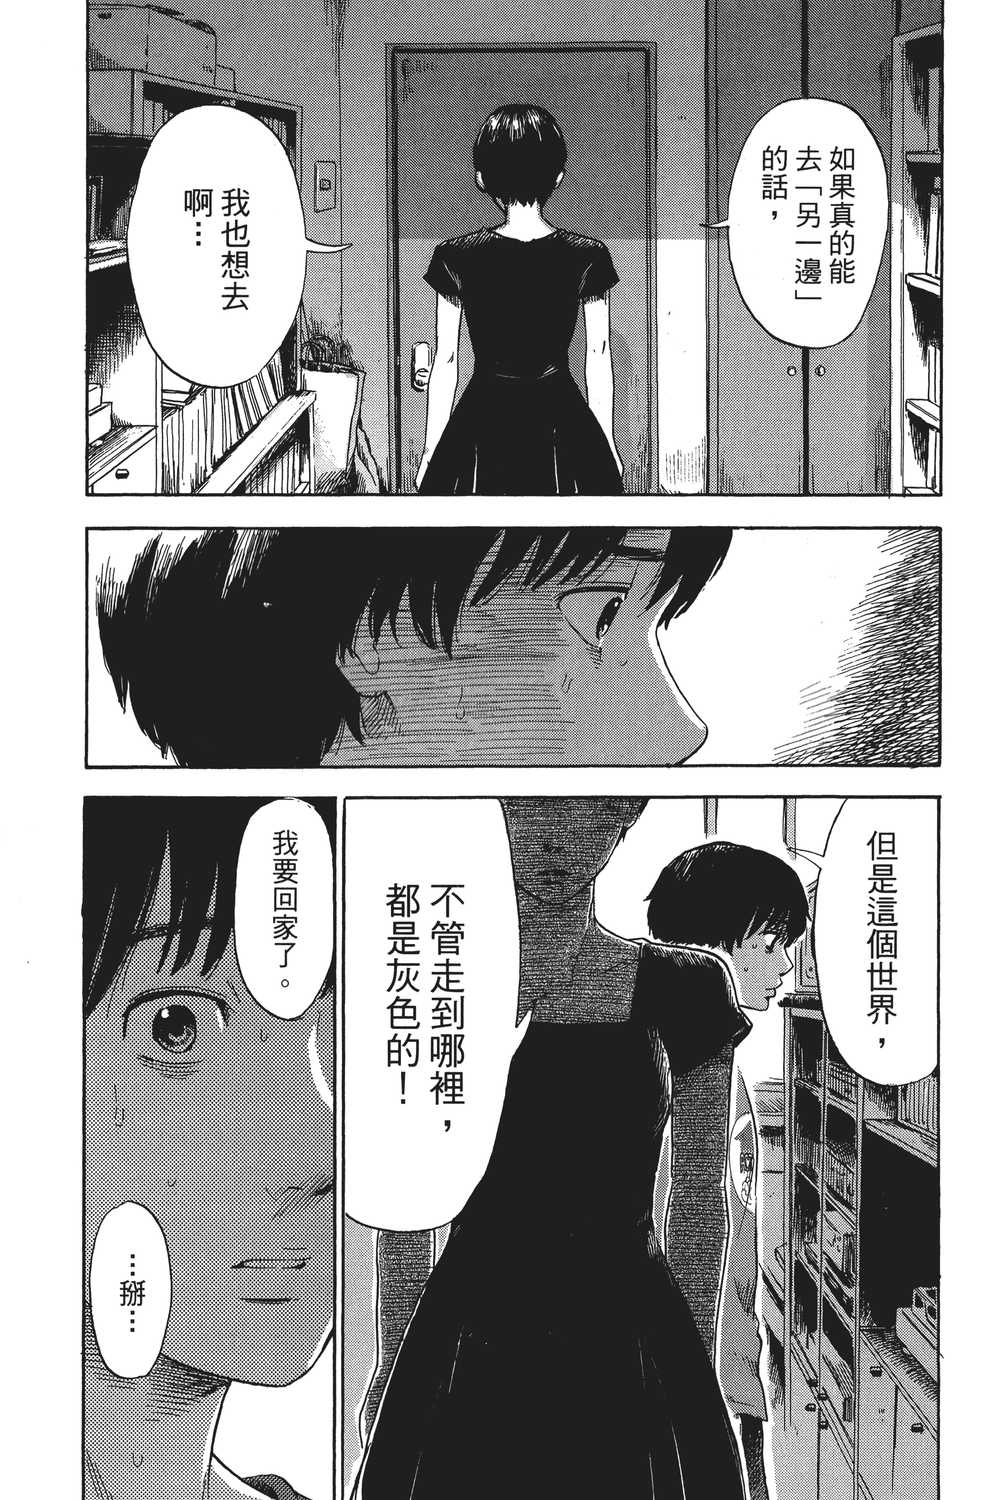 如果真的能
去「另一邊」
的話，
我也想去
啊…
但是這個世界，
不管走到哪裡，
都是灰色的！
我要回家了。
…掰…